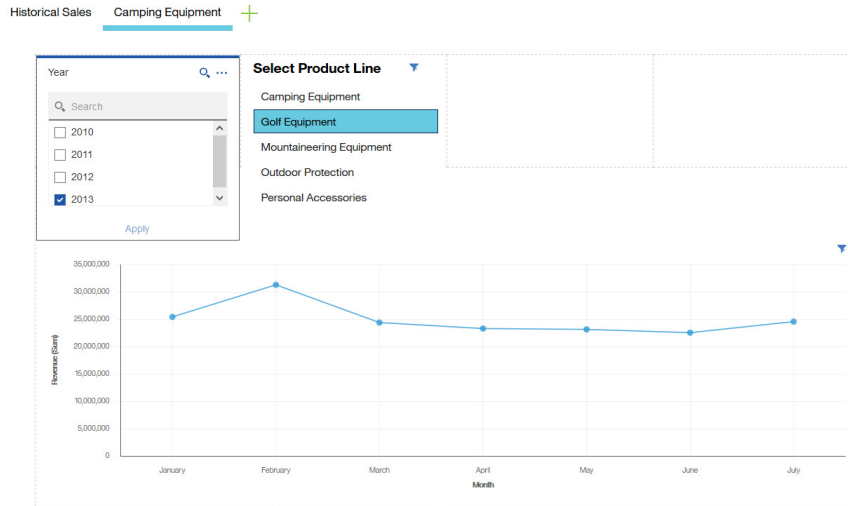 Historical Sales Camping Equipment
Year
Search
2010
2011
2012
2013
Apply
Select Product Line
Camping Equipment
Golf Equipment
Mountaineering Equipment
Outdoor Protection
Personal Accessories
35,000,000
30,000,000
25,000,000
20,000,000
15,000,000
10,000,000
5,000,000
0
Revenue (Sum)
January February March April May June July
Month